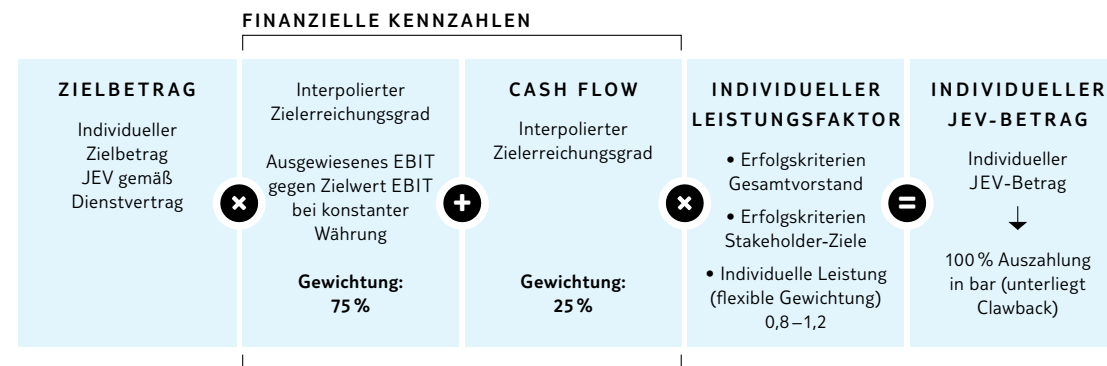 FINANZIELLE KENNZAHLEN
ZIELBETRAG
Individueller
Zielbetrag
JEV gemäß
Dienstvertrag
×
Interpolierter
Zielerreichungsgrad
Ausgewiesenes EBIT
gegen Zielwert EBIT
bei konstanter
Währung
Gewichtung:
75 %
+
CASH FLOW
Interpolierter
Zielerreichungsgrad
Gewichtung:
25 %
×
INDIVIDUELLER
LEISTUNGSFAKTOR
• Erfolgskriterien
Gesamtvorstand
• Erfolgskriterien
Stakeholder-Ziele
• Individuelle Leistung
(flexible Gewichtung)
0,8–1,2
=
INDIVIDUELLER
JEV-BETRAG
Individueller
JEV-Betrag
100 % Auszahlung
in bar (unterliegt
Clawback)